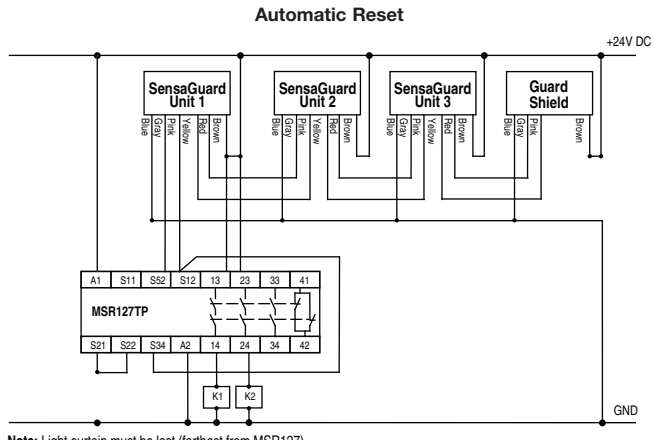 Automatic Reset
+24V DC
SensaGuard
Unit 1
SensaGuard
Unit 2
SensaGuard
Unit 3
Guard
Shield
Blue
Gray
Pink
Yellow
Red
Brown
Blue
Gray
Pink
Yellow
Red
Brown
Blue
Gray
Pink
Yellow
Red
Brown
Blue
Gray
Pink
Brown
A1 S11 S52 S12 13 23 33 41
MSR127TP
S21 S22 S34 A2 14 24 34 42
K1 K2
GND
Note: Light curtain must be last (farthest from MSR127)